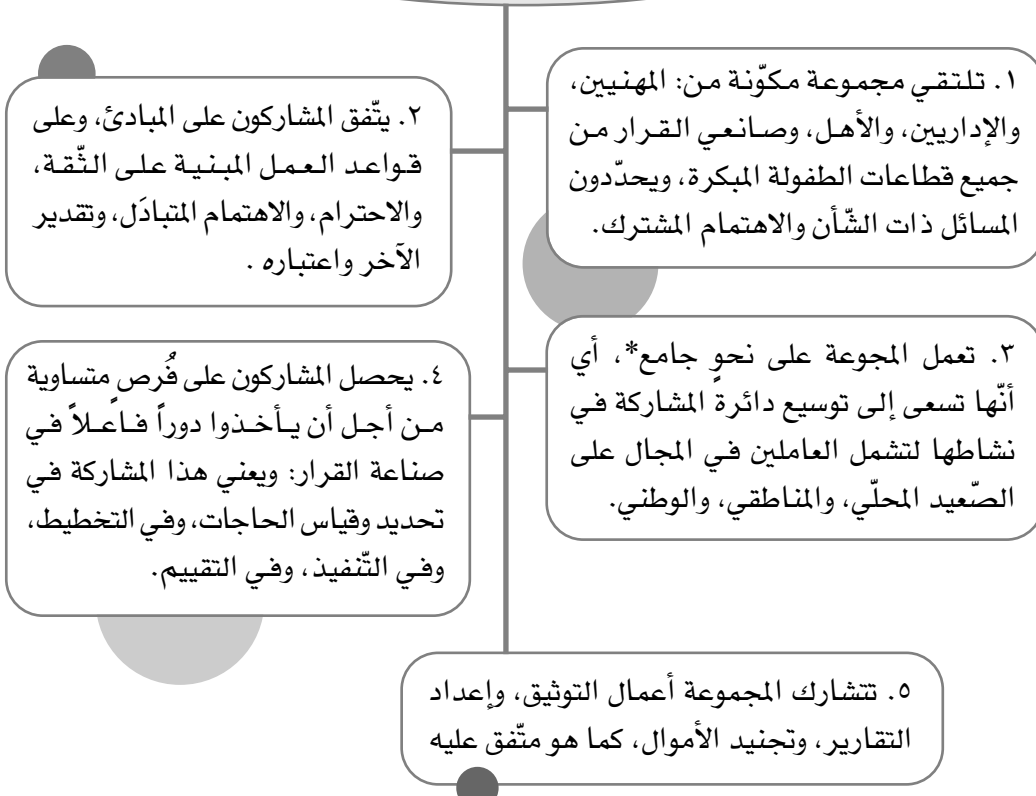 ١. تلتقي مجموعة مكوّنة من: المهنيين،
والإداريين، والأهل، وصانعي القرار من
جميع قطاعات الطفولة المبكرة، ويحدّدون
المسائل ذات الشّأن والاهتمام المشترك.
٢. يتّفق المشاركون على المبادئ، وعلى
قواعد العمل المبنية على الثّقة،
والاحترام، والاهتمام المتبادَل، وتقدير
الآخر واعتباره .
٣. تعمل المجوعة على نحوٍ جامع*، أي
أنّها تسعى إلى توسيع دائرة المشاركة في
نشاطها لتشمل العاملين في المجال على
الصّعيد المحلّي، والمناطقي، والوطني.
٤. يحصل المشاركون على فُرصٍ متساوية
من أجل أن يأخذوا دوراً فاعلاً في
صناعة القرار: ويعني هذا المشاركة في
تحديد وقياس الحاجات، وفي التخطيط،
وفي التّنفيذ، وفي التقييم.
٥. تتشارك المجموعة أعمال التوثيق، وإعداد
التقارير، وتجنيد الأموال، كما هو متّفق عليه